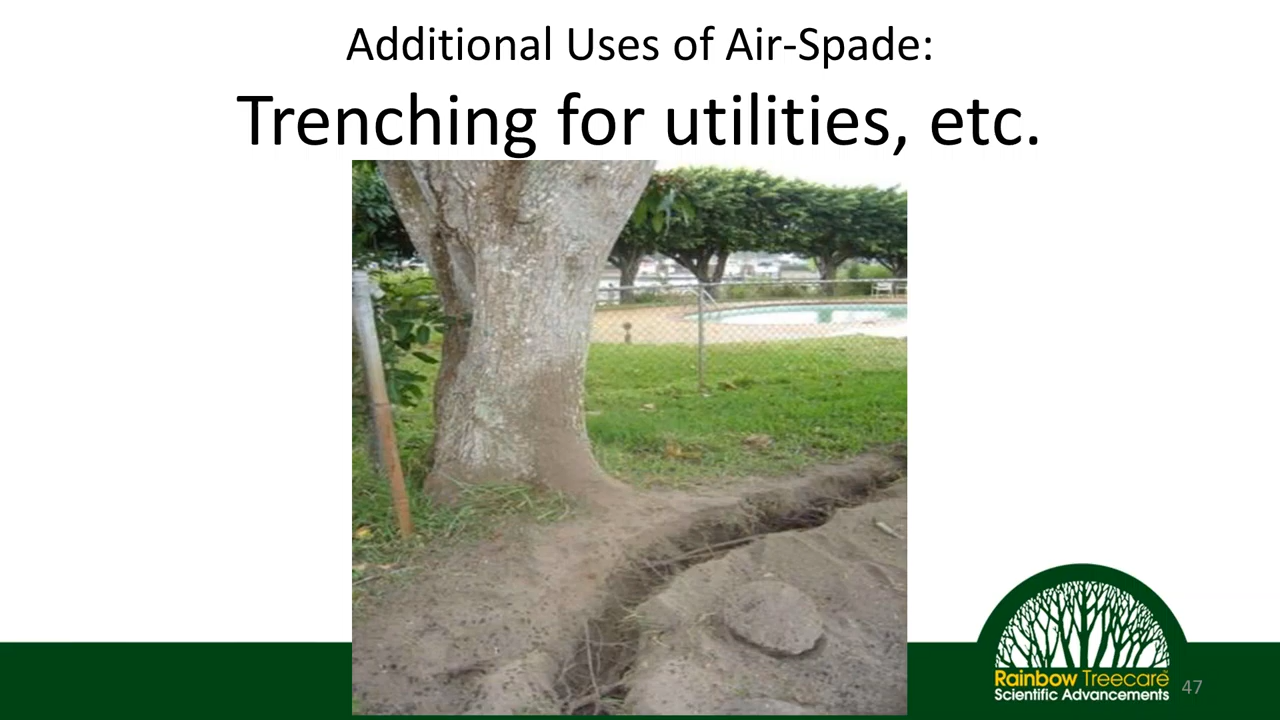 Additional Uses of Air-Spade:
Trenching for utilities, etc.
Rainbow Treecare
Scientific Advancements
47